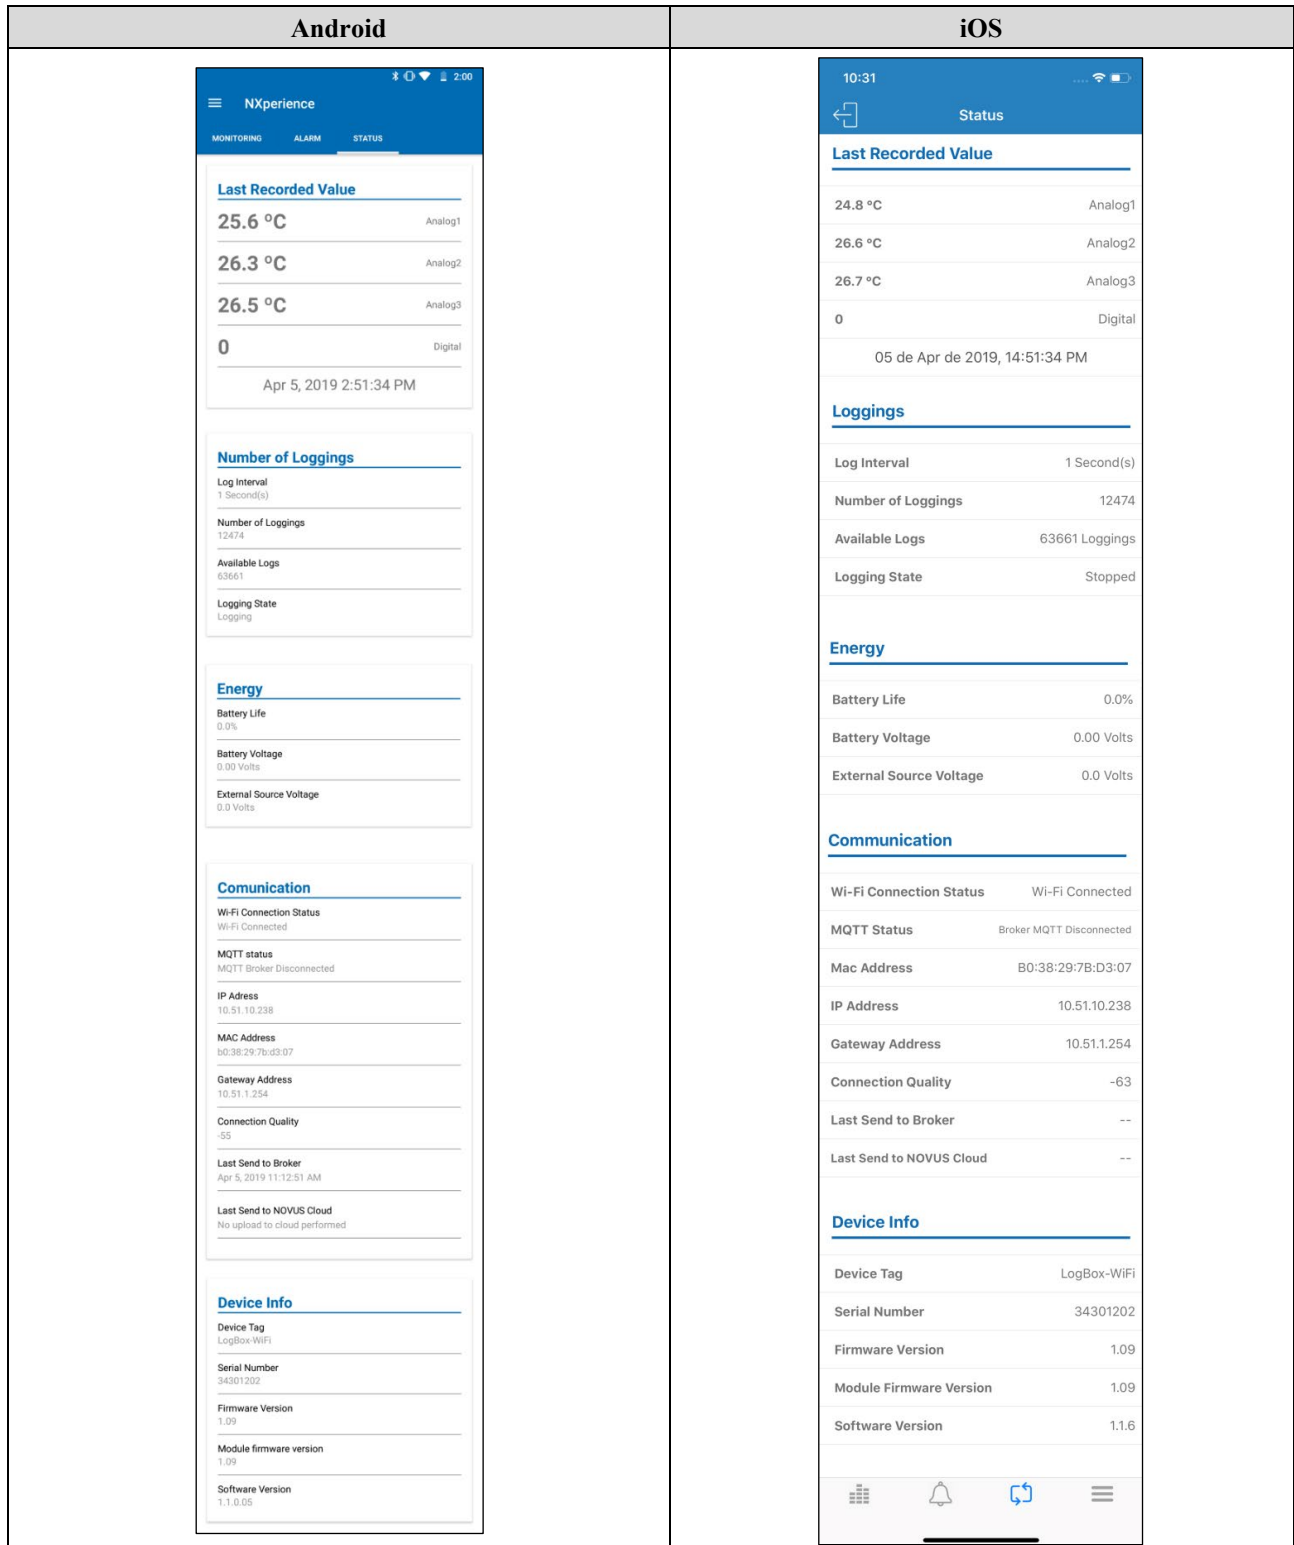 Android
iOS
2:00
NXperience
MONITORING ALARM STATUS
Last Recorded Value
25.6 ºC Analog1
26.3 ºC Analog2
26.5 ºC Analog3
0 Digital
Apr 5, 2019 2:51:34 PM
Number of Loggings
Log Interval
1 Second(s)
Number of Loggings
12474
Available Logs
63661
Logging State
Logging
Energy
Battery Life
0.0%
Battery Voltage
0.00 Volts
External Source Voltage
0.0 Volts
Comunication
Wi-Fi Connection Status
Wi-Fi Connected
MQTT status
MQTT Broker Disconnected
IP Adress
10.51.10.238
MAC Address
b0:38:29:7b:d3:07
Gateway Address
10.51.1.254
Connection Quality
-55
Last Send to Broker
Apr 5, 2019 11:12:51 AM
Last Send to NOVUS Cloud
No upload to cloud performed
Device Info
Device Tag
LogBox-WiFi
Serial Number
34301202
Firmware Version
1.09
Module firmware version
1.09
Software Version
1.1.0.05
10:31
Status
Last Recorded Value
24.8 ºC Analog1
26.6 ºC Analog2
26.7 ºC Analog3
0 Digital
05 de Apr de 2019, 14:51:34 PM
Loggings
Log Interval 1 Second(s)
Number of Loggings 12474
Available Logs 63661 Loggings
Logging State Stopped
Energy
Battery Life 0.0%
Battery Voltage 0.00 Volts
External Source Voltage 0.0 Volts
Communication
Wi-Fi Connection Status Wi-Fi Connected
MQTT Status Broker MQTT Disconnected
Mac Address B0:38:29:7B:D3:07
IP Address 10.51.10.238
Gateway Address 10.51.1.254
Connection Quality -63
Last Send to Broker --
Last Send to NOVUS Cloud --
Device Info
Device Tag LogBox-WiFi
Serial Number 34301202
Firmware Version 1.09
Module Firmware Version 1.09
Software Version 1.1.6